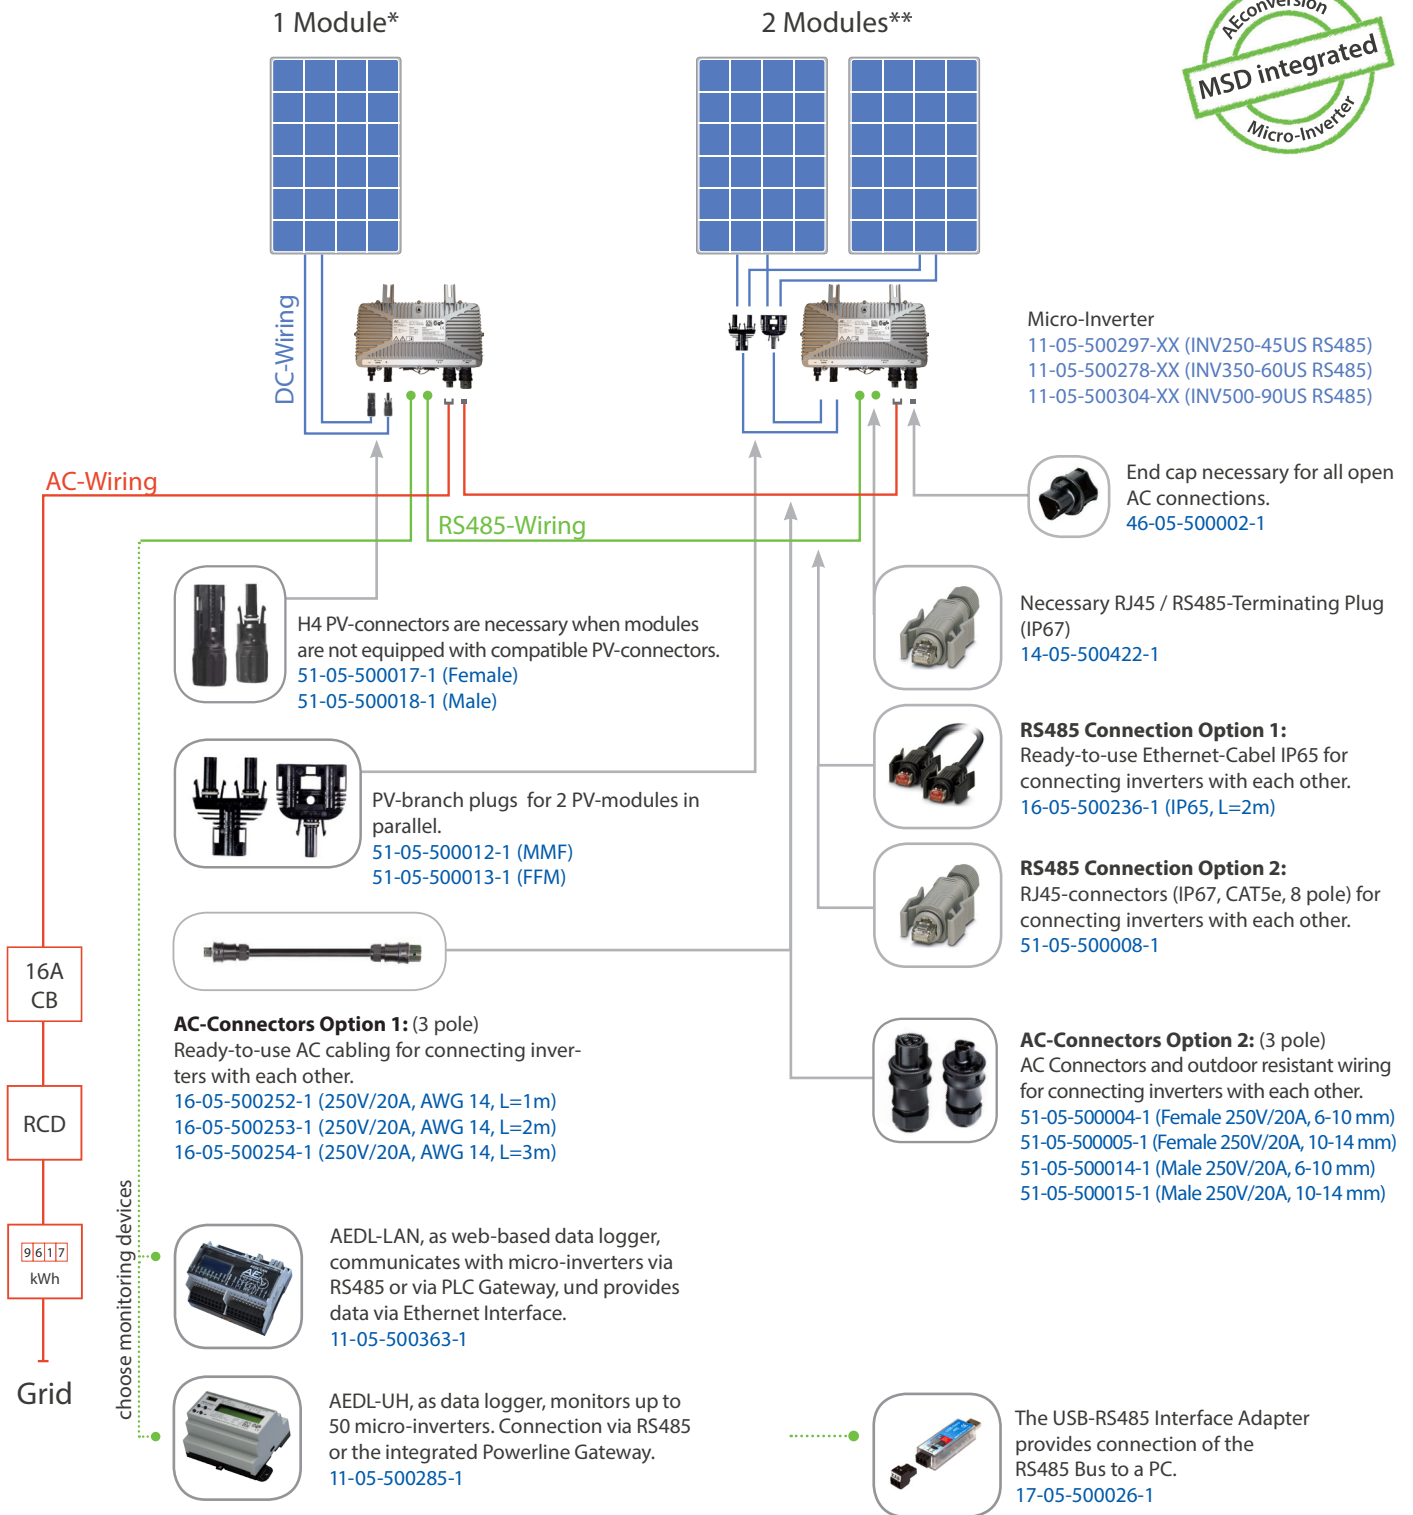 1 Module*
2 Modules**
AEconversion
MSD integrated
Micro-Inverter
DC-Wiring
Micro-Inverter
11-05-500297-XX (INV250-45US RS485)
11-05-500278-XX (INV350-60US RS485)
11-05-500304-XX (INV500-90US RS485)
AC-Wiring
End cap necessary for all open
AC connections.
46-05-500002-1
RS485-Wiring
H4 PV-connectors are necessary when modules
are not equipped with compatible PV-connectors.
51-05-500017-1 (Female)
51-05-500018-1 (Male)
Necessary RJ45 / RS485-Terminating Plug
(IP67)
14-05-500422-1
RS485 Connection Option 1:
Ready-to-use Ethernet-Cabel IP65 for
connecting inverters with each other.
16-05-500236-1 (IP65, L=2m)
PV-branch plugs for 2 PV-modules in
parallel.
51-05-500012-1 (MMF)
51-05-500013-1 (FFM)
RS485 Connection Option 2:
RJ45-connectors (IP67, CAT5e, 8 pole) for
connecting inverters with each other.
51-05-500008-1
16A
CB
RCD
9617
kWh
Grid
AC-Connectors Option 1: (3 pole)
Ready-to-use AC cabling for connecting inver-
ters with each other.
16-05-500252-1 (250V/20A, AWG 14, L=1m)
16-05-500253-1 (250V/20A, AWG 14, L=2m)
16-05-500254-1 (250V/20A, AWG 14, L=3m)
AC-Connectors Option 2: (3 pole)
AC Connectors and outdoor resistant wiring
for connecting inverters with each other.
51-05-500004-1 (Female 250V/20A, 6-10 mm)
51-05-500005-1 (Female 250V/20A, 10-14 mm)
51-05-500014-1 (Male 250V/20A, 6-10 mm)
51-05-500015-1 (Male 250V/20A, 10-14 mm)
choose monitoring devices
AEDL-LAN, as web-based data logger,
communicates with micro-inverters via
RS485 or via PLC Gateway, und provides
data via Ethernet Interface.
11-05-500363-1
AEDL-UH, as data logger, monitors up to
50 micro-inverters. Connection via RS485
or the integrated Powerline Gateway.
11-05-500285-1
The USB-RS485 Interface Adapter
provides connection of the
RS485 Bus to a PC.
17-05-500026-1